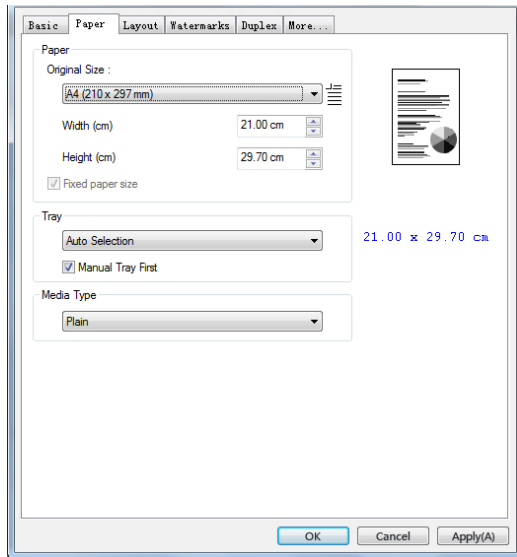 Basic Paper Layout Watermarks Duplex More...
Paper
Original Size :
A4 (210 x 297 mm)
Width (cm) 21.00 cm
Height (cm) 29.70 cm
Fixed paper size
Tray
Auto Selection
21.00 x 29.70 cm
Manual Tray First
Media Type
Plain
OK Cancel Apply(A)